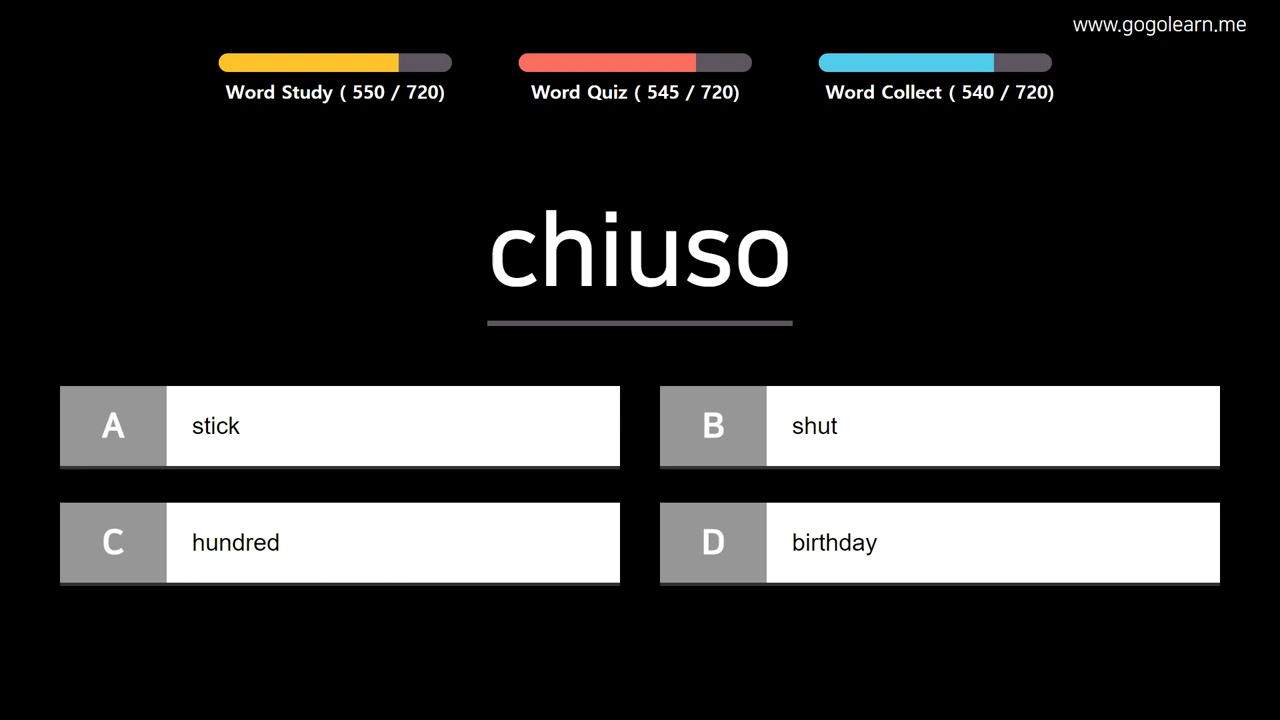 www.gogolearn.me
Word Study ( 550 / 720)
Word Quiz ( 545 / 720)
Word Collect ( 540 / 720)
chiuso
A stick
B shut
C hundred
D birthday